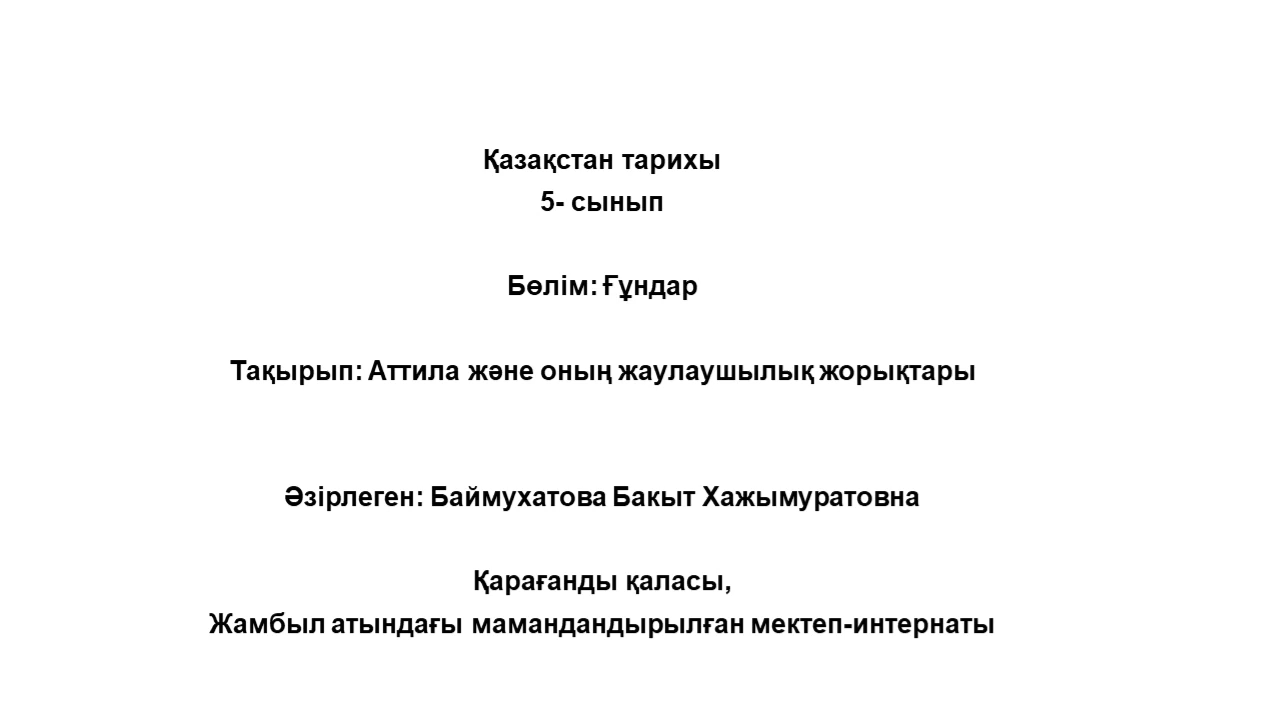 Қазақстан тарихы
5- сынып
Бөлім: Ғұндар
Тақырып: Аттила және оның жаулаушылық жорықтары
Әзірлеген: Баймухатова Бакыт Хажымуратовна
Қарағанды қаласы,
Жамбыл атындағы мамандандырылған мектеп-интернаты